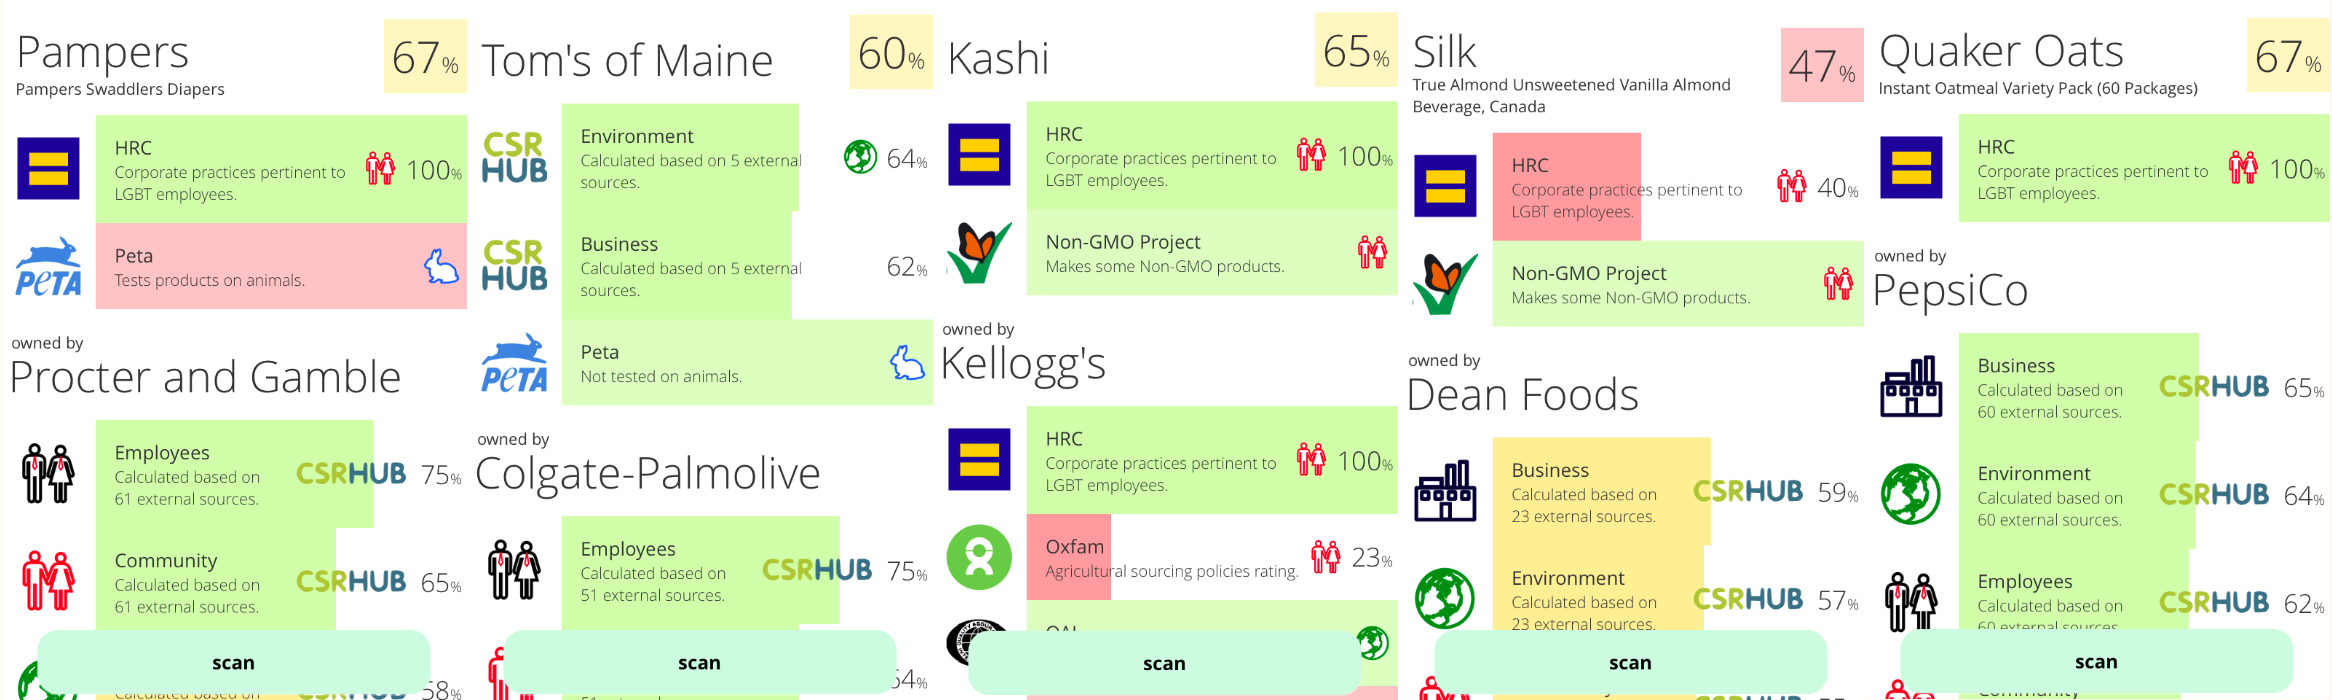 Pampers
67%
Pampers Swaddlers Diapers
HRC
Corporate practices pertinent to
LGBT employees.
100%
PETA
Peta
Tests products on animals.
owned by
Procter and Gamble
Employees
Calculated based on
61 external sources.
CSRHUB
75%
Community
Calculated based on
61 external sources.
CSRHUB
65%
scan
Calculated based on
CSRHUB
58%
Tom's of Maine
60%
CSR
HUB
Environment
Calculated based on 5 external
sources.
64%
CSR
HUB
Business
Calculated based on 5 external
sources.
62%
PETA
Peta
Not tested on animals.
owned by
Colgate-Palmolive
Employees
Calculated based on
51 external sources.
CSRHUB
75%
scan
64%
Kashi
65%
HRC
Corporate practices pertinent to
LGBT employees.
100%
Non-GMO Project
Makes some Non-GMO products.
owned by
Kellogg's
HRC
Corporate practices pertinent to
LGBT employees.
100%
Oxfam
Agricultural sourcing policies rating.
23%
scan
Silk
47%
True Almond Unsweetened Vanilla Almond
Beverage, Canada
HRC
Corporate practices pertinent to
LGBT employees.
40%
Non-GMO Project
Makes some Non-GMO products.
owned by
Dean Foods
Business
Calculated based on
23 external sources.
CSRHUB
59%
Environment
Calculated based on
23 external sources.
CSRHUB
57%
scan
Quaker Oats
67%
Instant Oatmeal Variety Pack (60 Packages)
HRC
Corporate practices pertinent to
LGBT employees.
100%
owned by
PepsiCo
Business
Calculated based on
60 external sources.
CSRHUB
65%
Environment
Calculated based on
60 external sources.
CSRHUB
64%
Employees
Calculated based on
60 external sources.
CSRHUB
62%
scan
Community